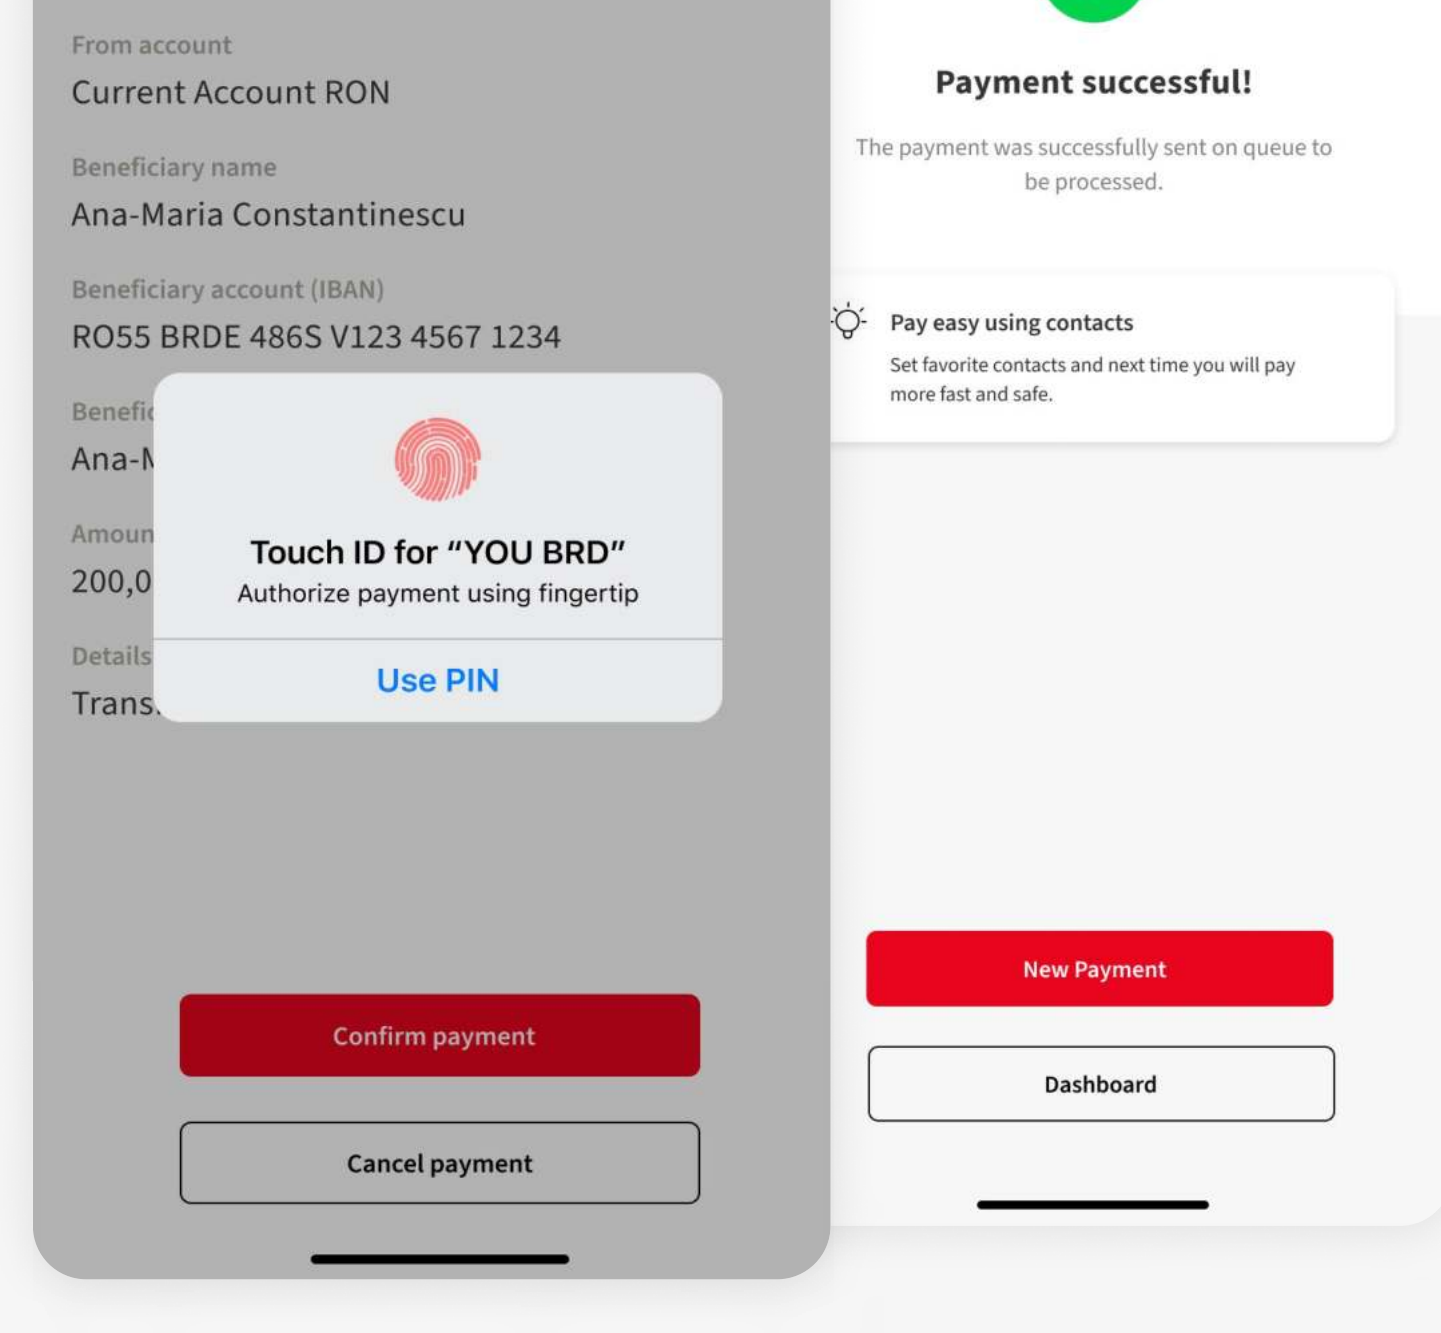 From account
Current Account RON
Beneficiary name
Ana-Maria Constantinescu
Beneficiary account (IBAN)
RO55 BRDE 486S V123 4567 1234
Benefic
Ana-M
Amoun
200,0
Details
Trans.
Touch ID for “YOU BRD”
Authorize payment using fingertip
Use PIN
Confirm payment
Cancel payment
Payment successful!
The payment was successfully sent on queue to
be processed.
Pay easy using contacts
Set favorite contacts and next time you will pay
more fast and safe.
New Payment
Dashboard